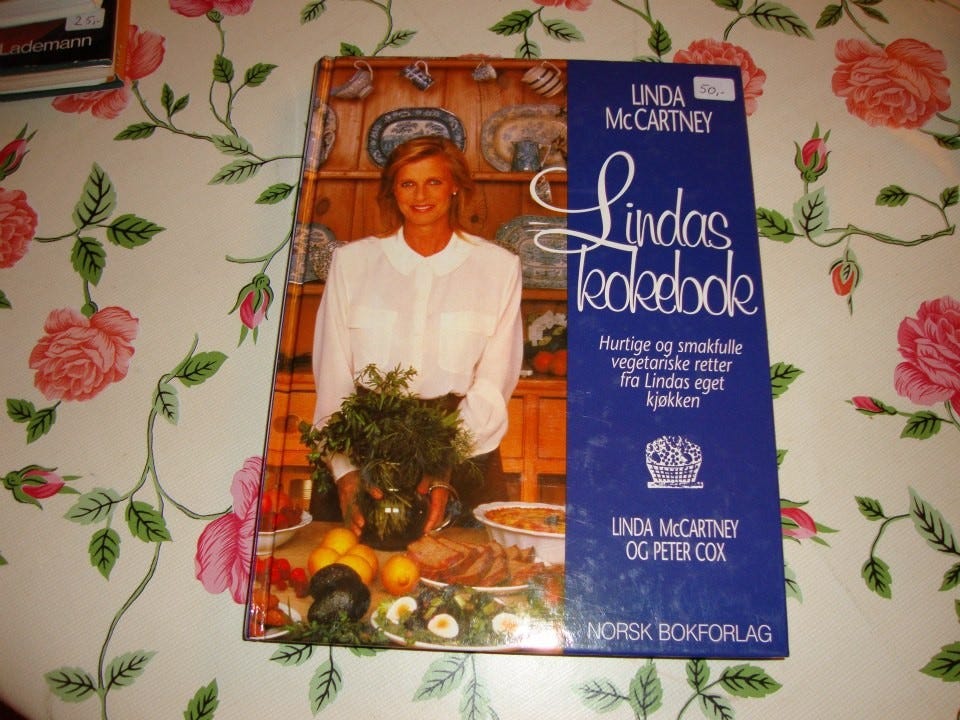 25,-
Lademann
LINDA
McCARTNEY
50,-
Lindas
kokebok
Hurtige og smakfulle
vegetariske retter
fra Lindas eget
kjøkken
LINDA McCARTNEY
OG PETER COX
NORSK BOKFORLAG